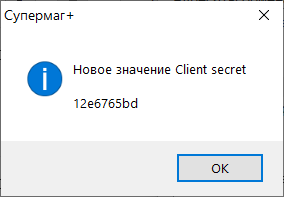 Супермаг+
Новое значение Client secret
12e6765bd
OK